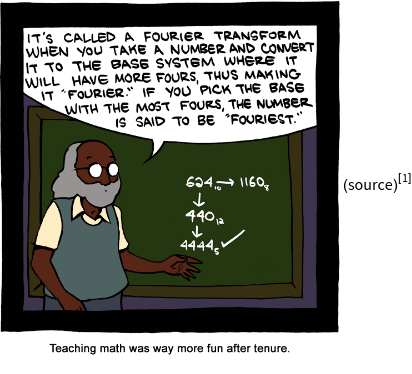 IT'S CALLED A FOURIER TRANSFORM
WHEN YOU TAKE A NUMBER AND CONVERT
IT TO THE BASE SYSTEM WHERE IT
WILL HAVE MORE FOURS, THUS MAKING
IT "FOURIER." IF YOU PICK THE BASE
WITH THE MOST FOURS, THE NUMBER
IS SAID TO BE "FOURIEST."
624₁₀ → 1160₈
↓
440₁₂
↓
4444₅ ✓
(source)[1]
Teaching math was way more fun after tenure.